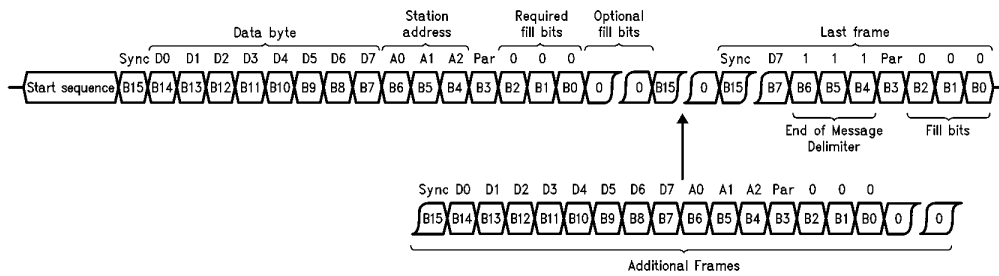 Station Required Optional
Data byte address fill bits fill bits Last frame
Sync D0 D1 D2 D3 D4 D5 D6 D7 A0 A1 A2 Par 0 0 0 Sync D7 1 1 1 Par 0 0 0
Start sequence B15 B14 B13 B12 B11 B10 B9 B8 B7 B6 B5 B4 B3 B2 B1 B0 0 0 B15 0 B15 B7 B6 B5 B4 B3 B2 B1 B0
End of Message Fill bits
Delimiter
Sync D0 D1 D2 D3 D4 D5 D6 D7 A0 A1 A2 Par 0 0 0
B15 B14 B13 B12 B11 B10 B9 B8 B7 B6 B5 B4 B3 B2 B1 B0 0 0
Additional Frames